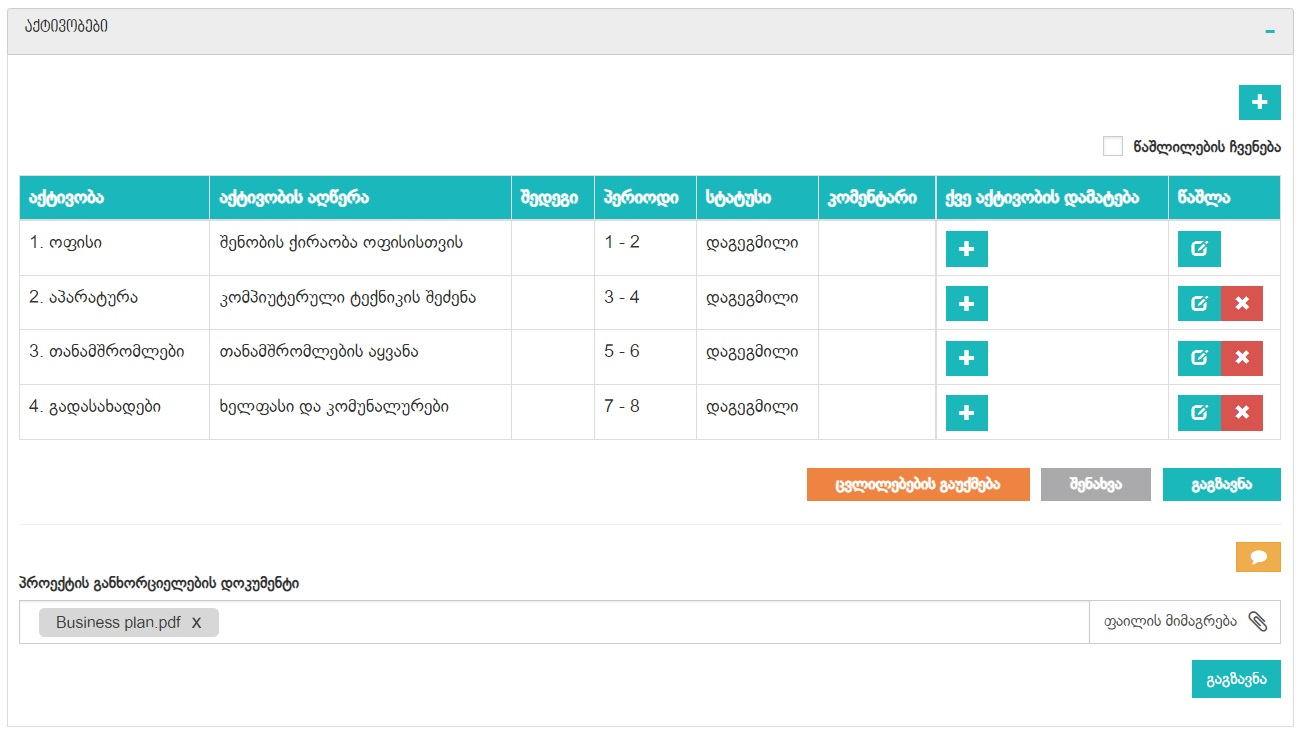 აქტივობები
წაშლილების ჩვენება
აქტივობა აქტივობის აღწერა შედეგი პერიოდი სტატუსი კომენტარი ქვე აქტივობის დამატება წაშლა
1. ოფისი შენობის ქირაობა ოფისისთვის 1 - 2 დაგეგმილი
2. აპარატურა კომპიუტერული ტექნიკის შეძენა 3 - 4 დაგეგმილი
3. თანამშრომლები თანამშრომლების აყვანა 5 - 6 დაგეგმილი
4. გადასახადები ხელფასი და კომუნალურები 7 - 8 დაგეგმილი
ცვლილებების გაუქმება შენახვა გაგზავნა
პროექტის განხორციელების დოკუმენტი
Business plan.pdf X ფაილის მიმაგრება
გაგზავნა